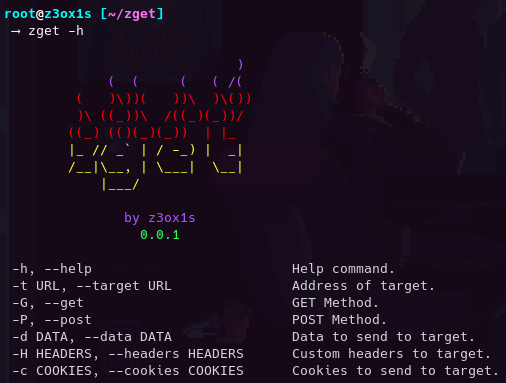 root@z3ox1s [~/zget]
→ zget -h
                             )
             (  (      (   ( /(
         (   )\))(    ))\  )\())
         )\ ((_))\  /((_)(_))/
        ((_) (()(_)(_))  | |_
        |_ // _` | / -_) |  _|
        /__|\__, | \___|  \__|
            |___/
by z3ox1s
0.0.1
-h, --help Help command.
-t URL, --target URL Address of target.
-G, --get GET Method.
-P, --post POST Method.
-d DATA, --data DATA Data to send to target.
-H HEADERS, --headers HEADERS Custom headers to target.
-c COOKIES, --cookies COOKIES Cookies to send to target.